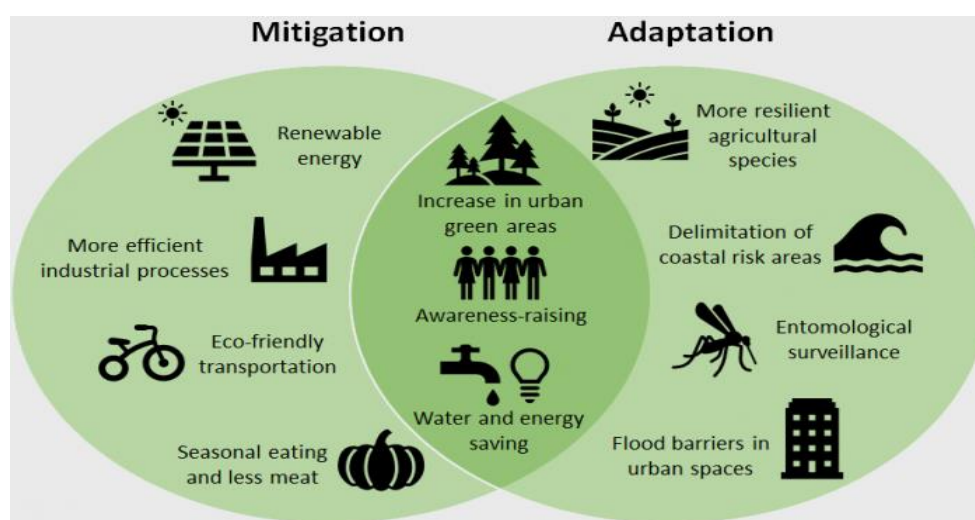 Mitigation
Adaptation
Renewable
energy
More efficient
industrial processes
Eco-friendly
transportation
Seasonal eating
and less meat
Increase in urban
green areas
Awareness-raising
Water and energy
saving
More resilient
agricultural
species
Delimitation of
coastal risk areas
Entomological
surveillance
Flood barriers in
urban spaces